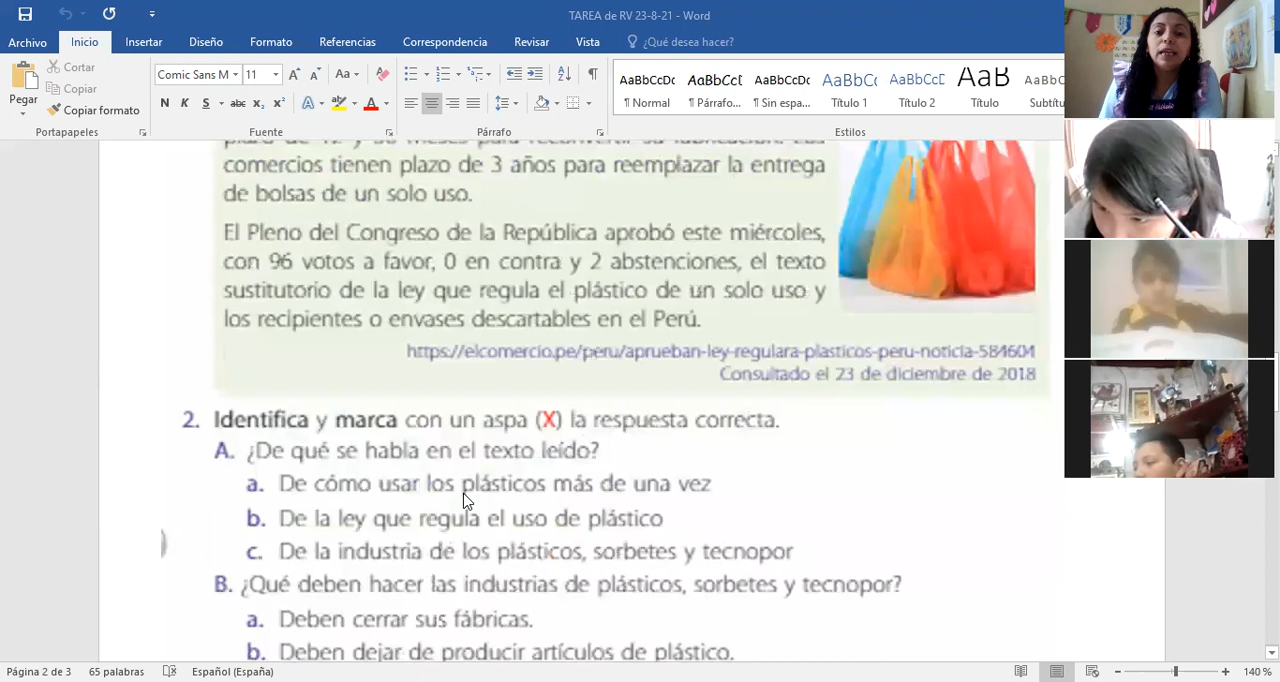 TAREA de RV 23-8-21 - Word
Archivo Inicio Insertar Diseño Formato Referencias Correspondencia Revisar Vista ¿Qué desea hacer?
Pegar
Cortar
Copiar
Copiar formato
Portapapeles
Comic Sans M 11
Aa
N K S abc x₂ x² A A
Fuente
Párrafo
AaBbCcDc AaBbCcL AaBbCcDc AaBbC AaBbCcD AaB AaBbC
¶ Normal ¶ Párrafo... ¶ Sin espa... Título 1 Título 2 Título Subtítu
Estilos
comercios tienen plazo de 3 años para reemplazar la entrega
de bolsas de un solo uso.
El Pleno del Congreso de la República aprobó este miércoles,
con 96 votos a favor, 0 en contra y 2 abstenciones, el texto
sustitutorio de la ley que regula el plástico de un solo uso y
los recipientes o envases descartables en el Perú.
https://elcomercio.pe/peru/aprueban-ley-regulara-plasticos-peru-noticia-584604
Consultado el 23 de diciembre de 2018
2. Identifica y marca con un aspa (X) la respuesta correcta.
A. ¿De qué se habla en el texto leído?
a. De cómo usar los plásticos más de una vez
b. De la ley que regula el uso de plástico
c. De la industria de los plásticos, sorbetes y tecnopor
B. ¿Qué deben hacer las industrias de plásticos, sorbetes y tecnopor?
a. Deben cerrar sus fábricas.
b. Deben dejar de producir artículos de plástico.
Página 2 de 3 65 palabras Español (España) 140 %